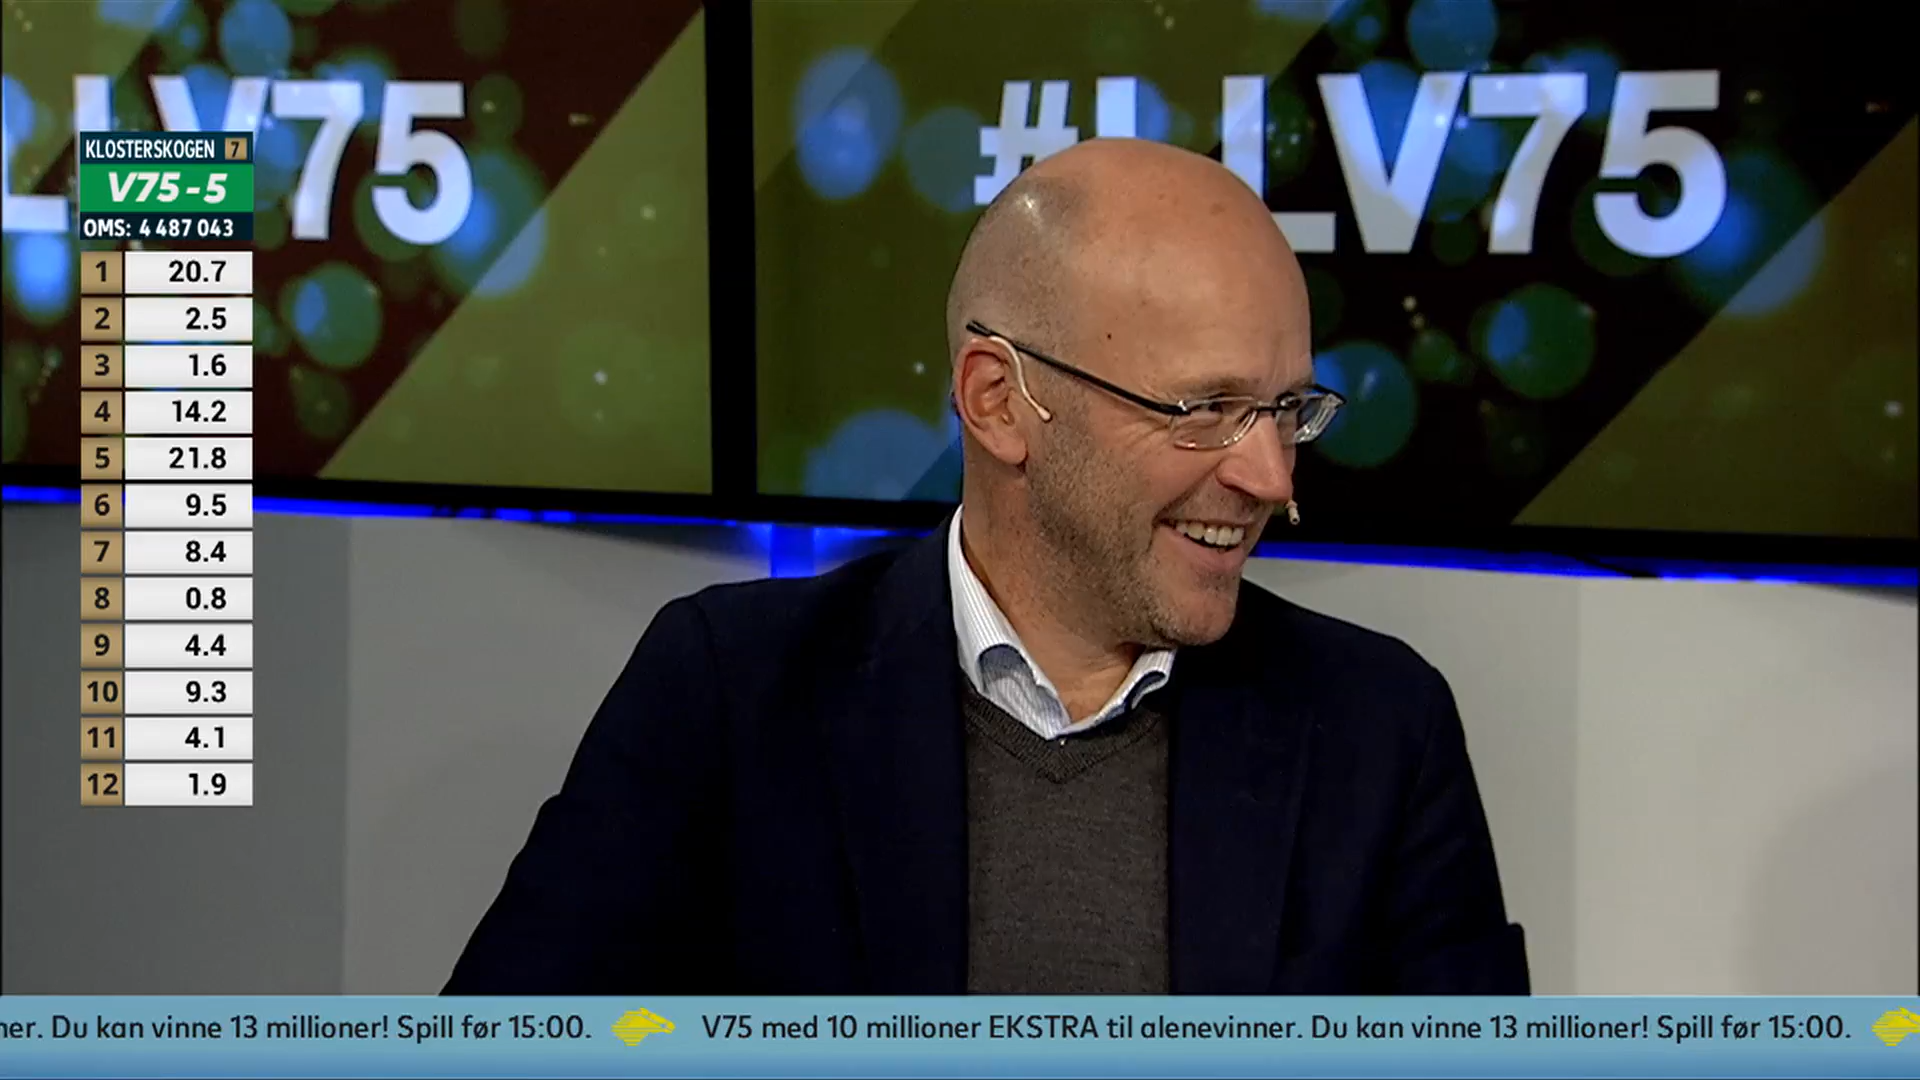 LLV75
#LLV75
KLOSTERSKOGEN 7
V75-5
OMS: 4 487 043
1 20.7
2 2.5
3 1.6
4 14.2
5 21.8
6 9.5
7 8.4
8 0.8
9 4.4
10 9.3
11 4.1
12 1.9
ner. Du kan vinne 13 millioner! Spill før 15:00. V75 med 10 millioner EKSTRA til alenevinner. Du kan vinne 13 millioner! Spill før 15:00.